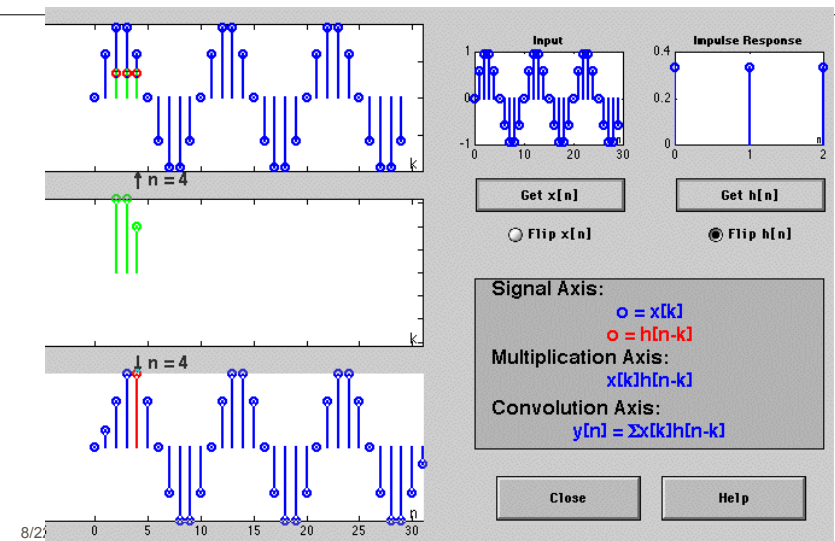 Input
1
0
-1
0 10 20 30
n
Impulse Response
0.4
0.2
0
0 1 2
n
k
n = 4
Get x[n]
Get h[n]
Flip x[n]
Flip h[n]
k
n = 4
Signal Axis:
o = x[k]
o = h[n-k]
Multiplication Axis:
x[k]h[n-k]
Convolution Axis:
y[n] = Σx[k]h[n-k]
n
Close
Help
8/2
0 5 10 15 20 25 30